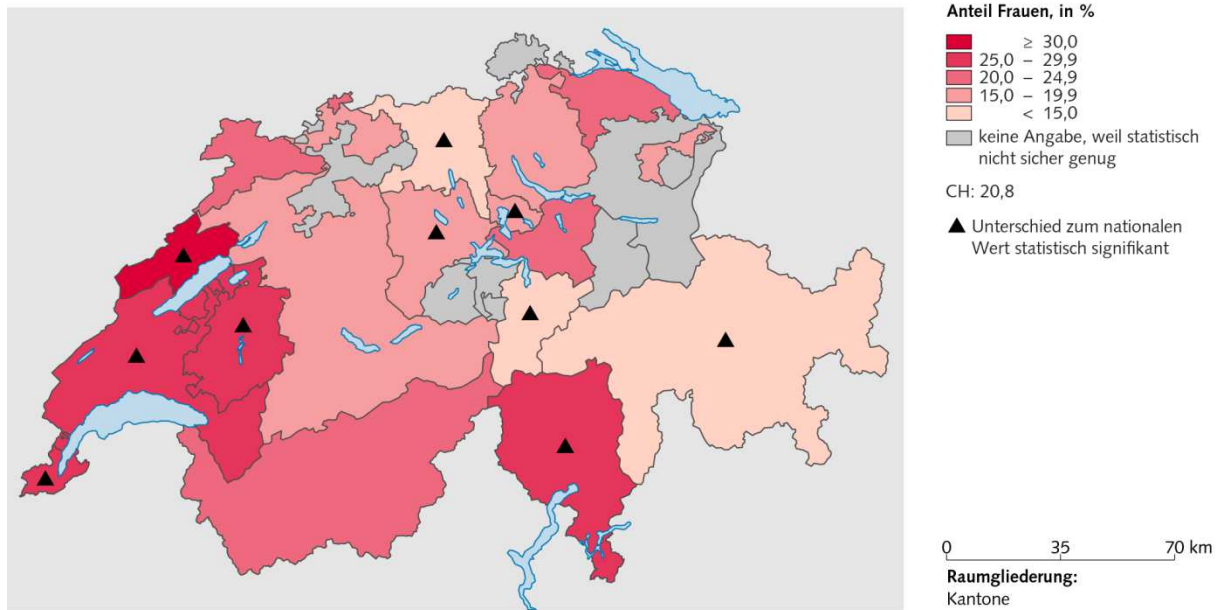 Anteil Frauen, in %
≥ 30,0
25,0 – 29,9
20,0 – 24,9
15,0 – 19,9
< 15,0
keine Angabe, weil statistisch
nicht sicher genug
CH: 20,8
Unterschied zum nationalen
Wert statistisch signifikant
0 35 70 km
Raumgliederung:
Kantone